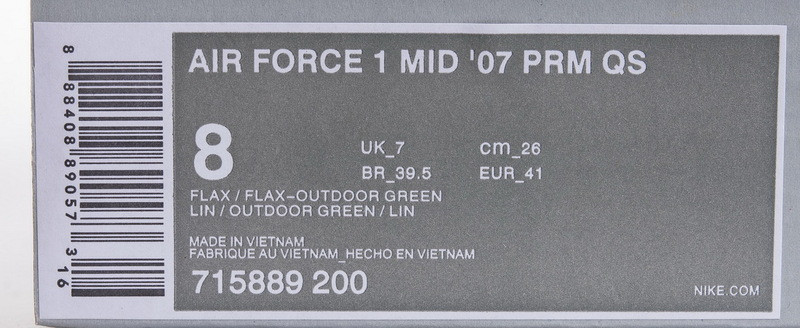 AIR FORCE 1 MID '07 PRM QS
8
UK_7
cm_26
BR_39.5
EUR_41
FLAX / FLAX-OUTDOOR GREEN
LIN / OUTDOOR GREEN / LIN
MADE IN VIETNAM
FABRIQUE AU VIETNAM_HECHO EN VIETNAM
715889 200
NIKE.COM
8 88408 89057 3 16